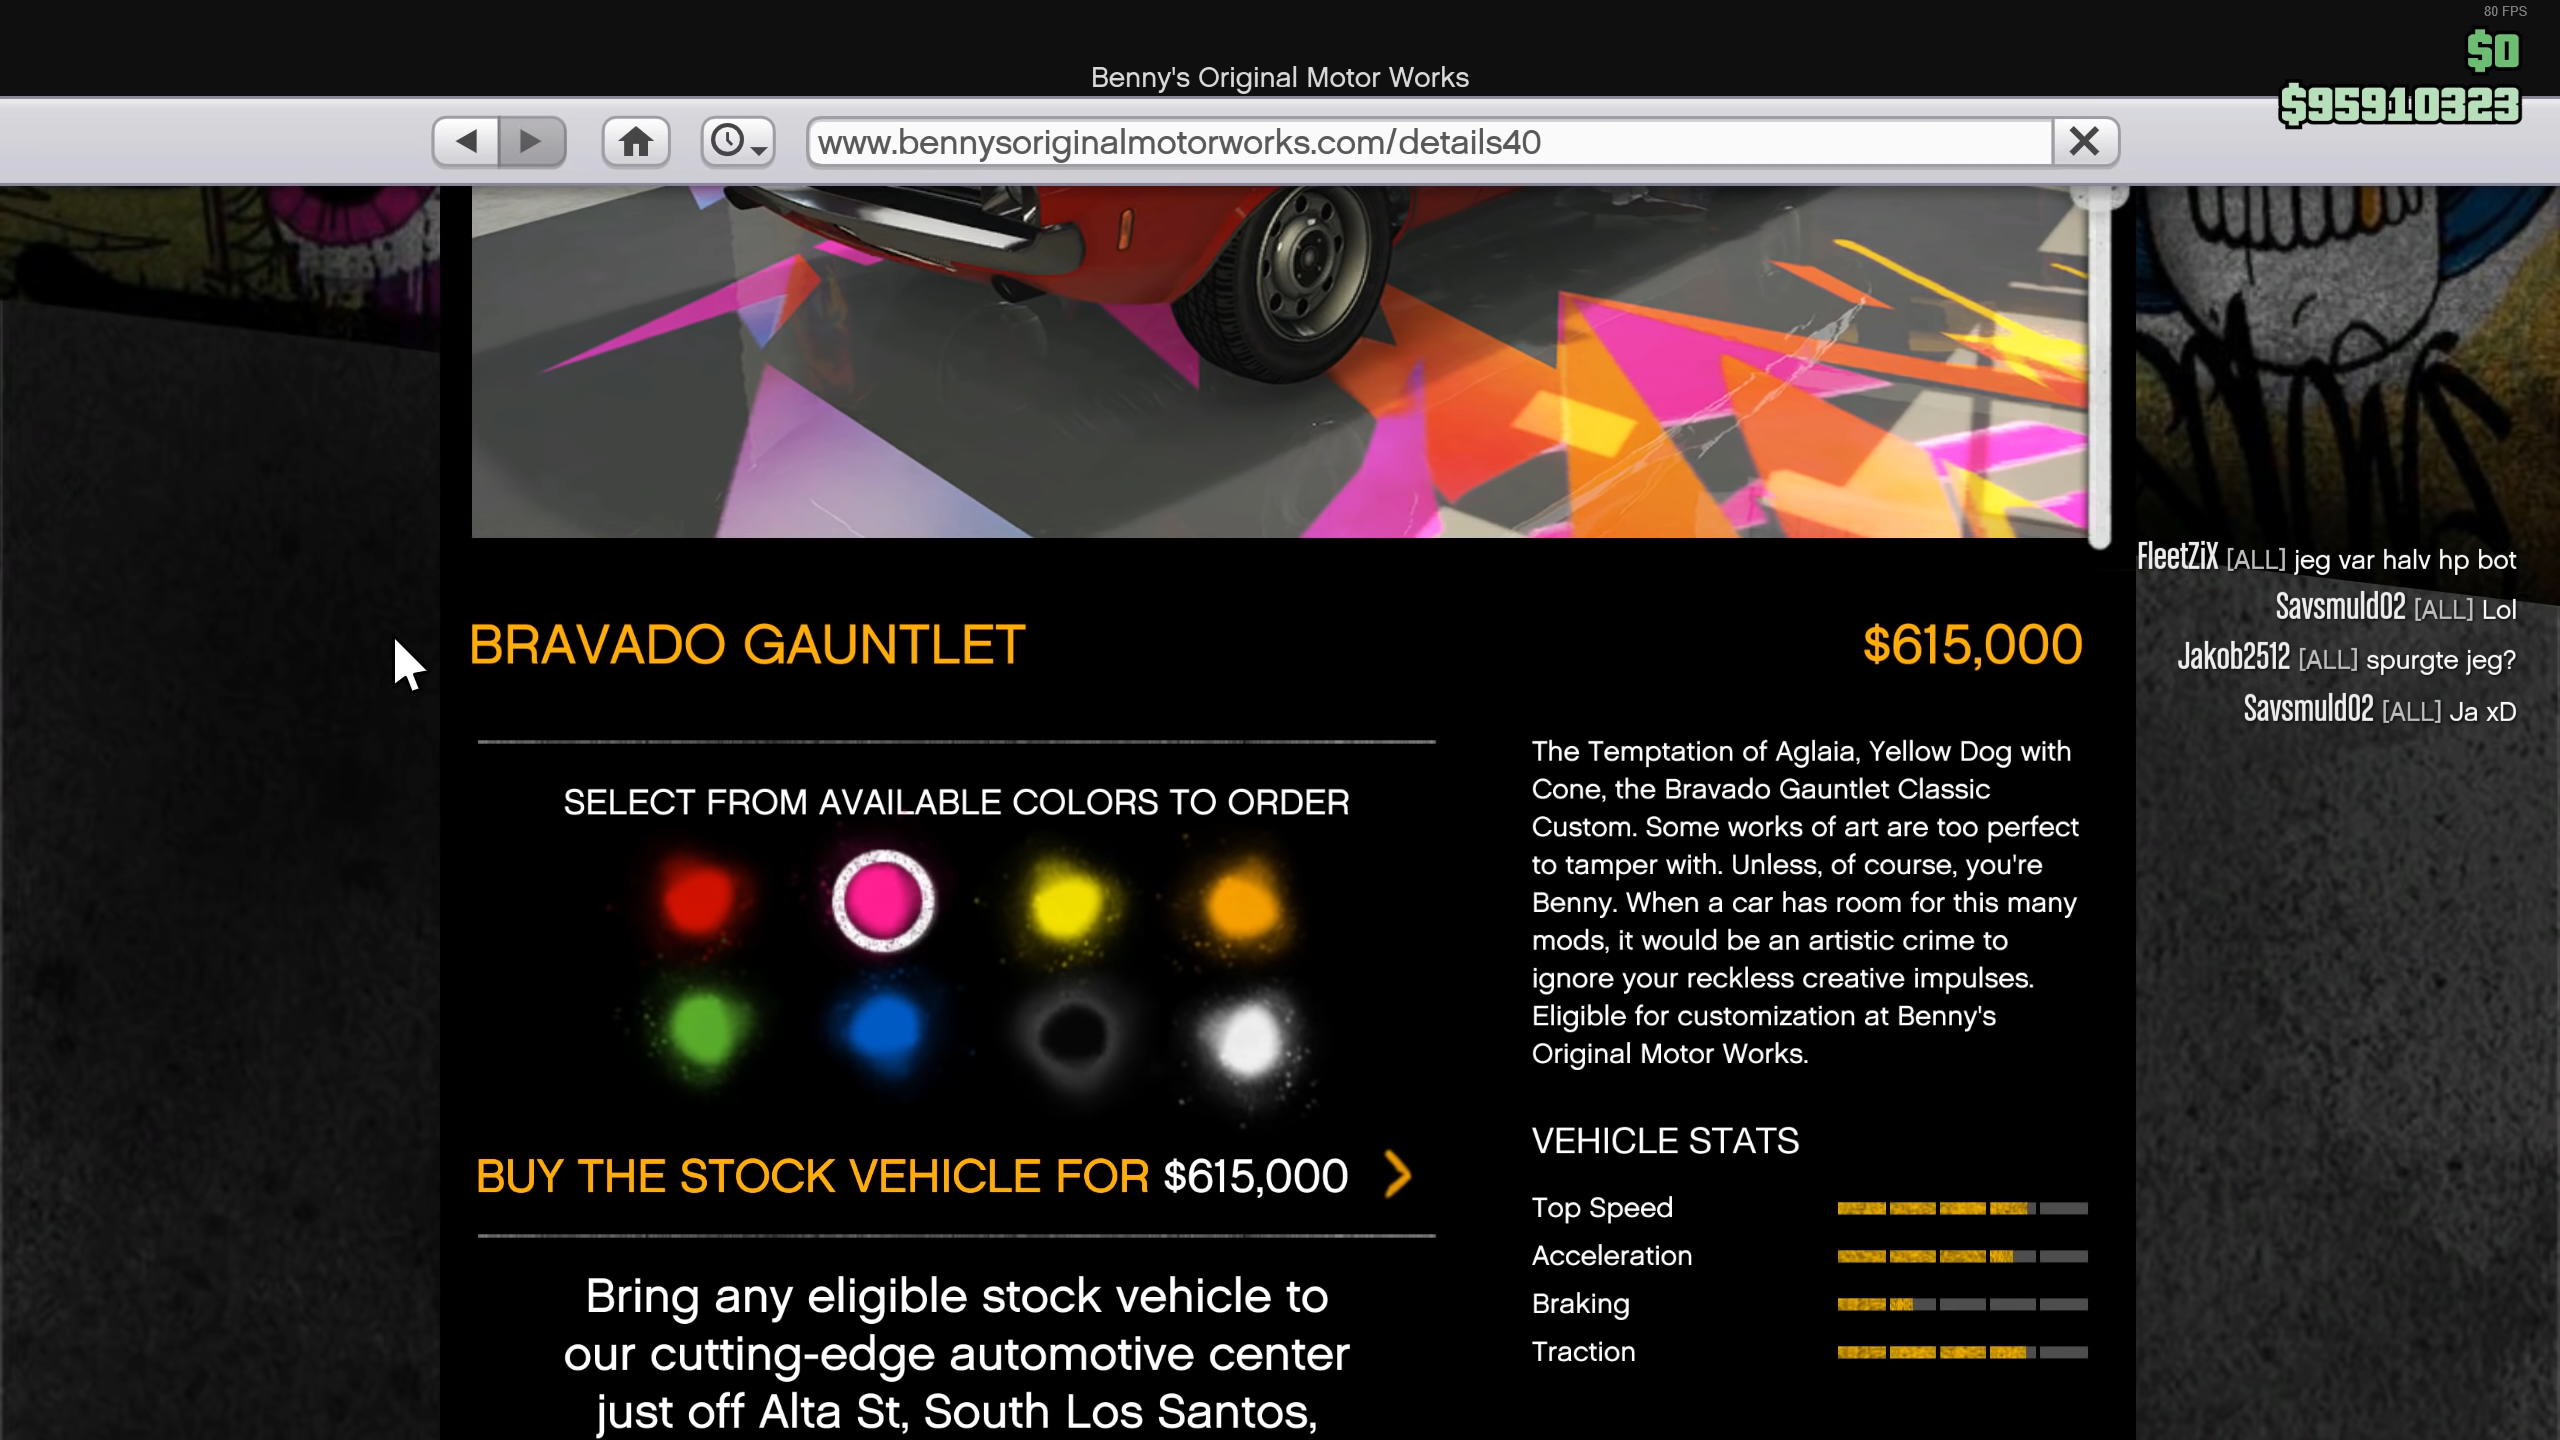 80 FPS
$0
Benny's Original Motor Works
$95910323
www.bennysoriginalmotorworks.com/details40
FleetZiX [ALL] jeg var halv hp bot
Savsmuld02 [ALL] Lol
Jakob2512 [ALL] spurgte jeg?
Savsmuld02 [ALL] Ja xD
BRAVADO GAUNTLET
$615,000
SELECT FROM AVAILABLE COLORS TO ORDER
BUY THE STOCK VEHICLE FOR $615,000
Bring any eligible stock vehicle to
our cutting-edge automotive center
just off Alta St, South Los Santos,
The Temptation of Aglaia, Yellow Dog with
Cone, the Bravado Gauntlet Classic
Custom. Some works of art are too perfect
to tamper with. Unless, of course, you're
Benny. When a car has room for this many
mods, it would be an artistic crime to
ignore your reckless creative impulses.
Eligible for customization at Benny's
Original Motor Works.
VEHICLE STATS
Top Speed
Acceleration
Braking
Traction